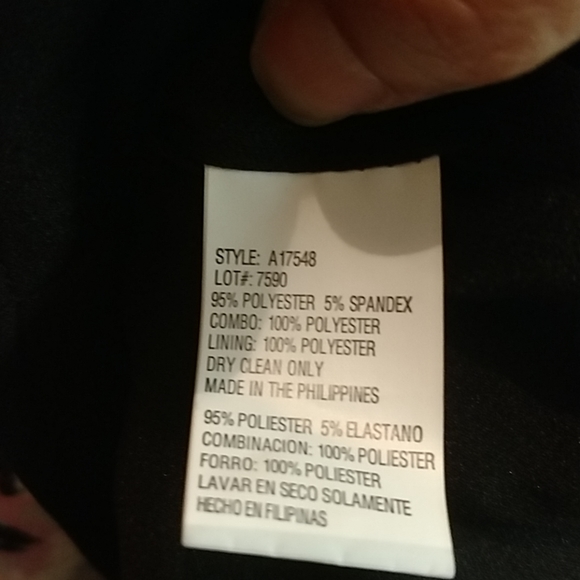 STYLE: A17548
LOT#: 7590
95% POLYESTER 5% SPANDEX
COMBO: 100% POLYESTER
LINING: 100% POLYESTER
DRY CLEAN ONLY
MADE IN THE PHILIPPINES
95% POLIESTER 5% ELASTANO
COMBINACION: 100% POLIESTER
FORRO: 100% POLIESTER
LAVAR EN SECO SOLAMENTE
HECHO EN FILIPINAS